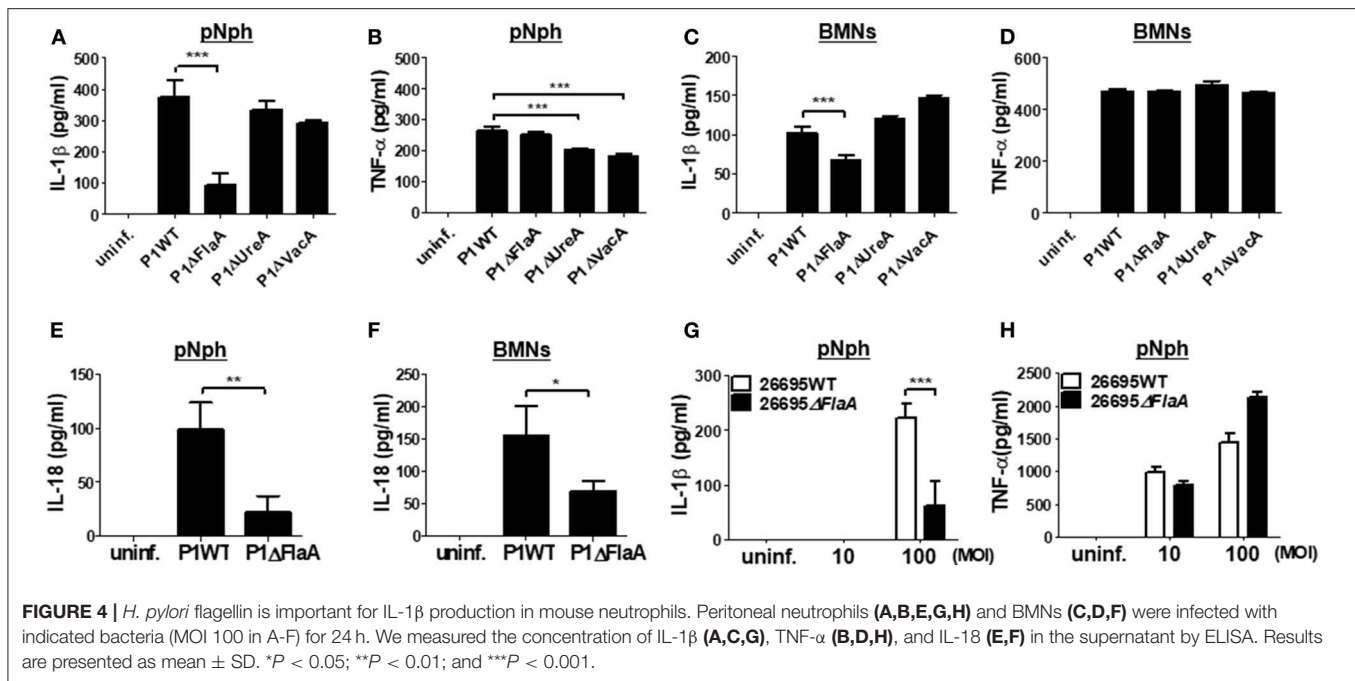 A pNph
IL-1β (pg/ml)
500
400
300
200
100
0
***
uninf.
P1WT
P1ΔFlaA
P1ΔUreA
P1ΔVacA
B pNph
TNF-α (pg/ml)
500
400
300
200
100
0
***
***
uninf.
P1WT
P1ΔFlaA
P1ΔUreA
P1ΔVacA
C BMNs
IL-1β (pg/ml)
200
150
100
50
0
***
uninf.
P1WT
P1ΔFlaA
P1ΔUreA
P1ΔVacA
D BMNs
TNF-α (pg/ml)
600
400
200
0
uninf.
P1WT
P1ΔFlaA
P1ΔUreA
P1ΔVacA
E pNph
IL-18 (pg/ml)
150
100
50
0
**
uninf. P1WT P1ΔFlaA
F BMNs
IL-18 (pg/ml)
250
200
150
100
50
0
*
uninf. P1WT P1ΔFlaA
G pNph
IL-1β (pg/ml)
300
200
100
0
26695WT
26695ΔFlaA
***
uninf. 10 100 (MOI)
H pNph
TNF-α(pg/ml)
2500
2000
1500
1000
500
0
26695WT
26695ΔFlaA
uninf. 10 100 (MOI)
FIGURE 4 | H. pylori flagellin is important for IL-1β production in mouse neutrophils. Peritoneal neutrophils (A,B,E,G,H) and BMNs (C,D,F) were infected with
indicated bacteria (MOI 100 in A-F) for 24 h. We measured the concentration of IL-1β (A,C,G), TNF-α (B,D,H), and IL-18 (E,F) in the supernatant by ELISA. Results
are presented as mean ± SD. *P < 0.05; **P < 0.01; and ***P < 0.001.